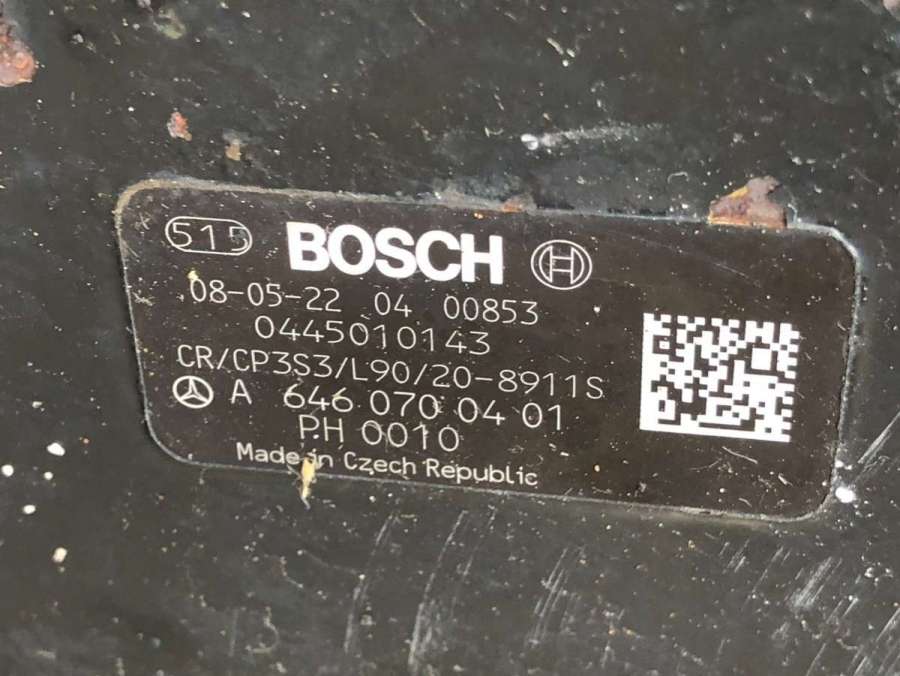 515 BOSCH
08-05-22 04 00853
0445010143
CR/CP3S3/L90/20-8911S
A 646 070 04 01
PH 0010
Made in Czech Republic